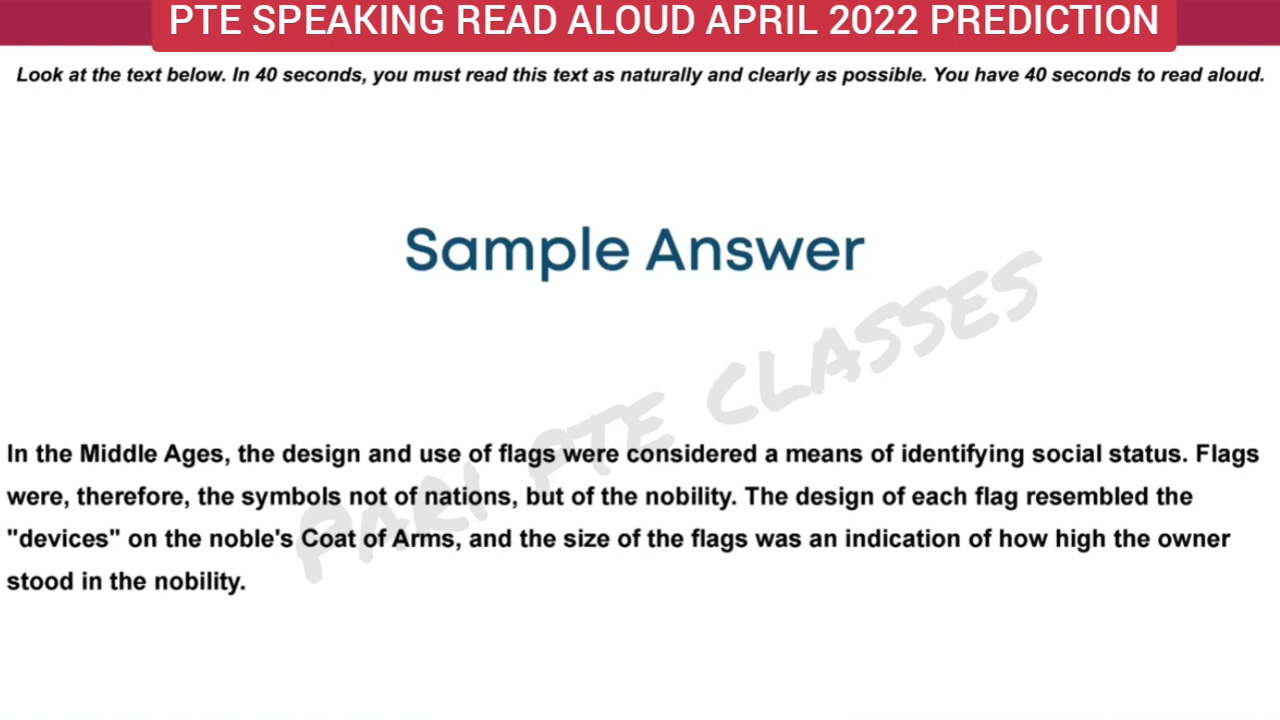 PTE SPEAKING READ ALOUD APRIL 2022 PREDICTION
Look at the text below. In 40 seconds, you must read this text as naturally and clearly as possible. You have 40 seconds to read aloud.
Sample Answer
PARI PTE CLASSES
In the Middle Ages, the design and use of flags were considered a means of identifying social status. Flags
were, therefore, the symbols not of nations, but of the nobility. The design of each flag resembled the
"devices" on the noble's Coat of Arms, and the size of the flags was an indication of how high the owner
stood in the nobility.